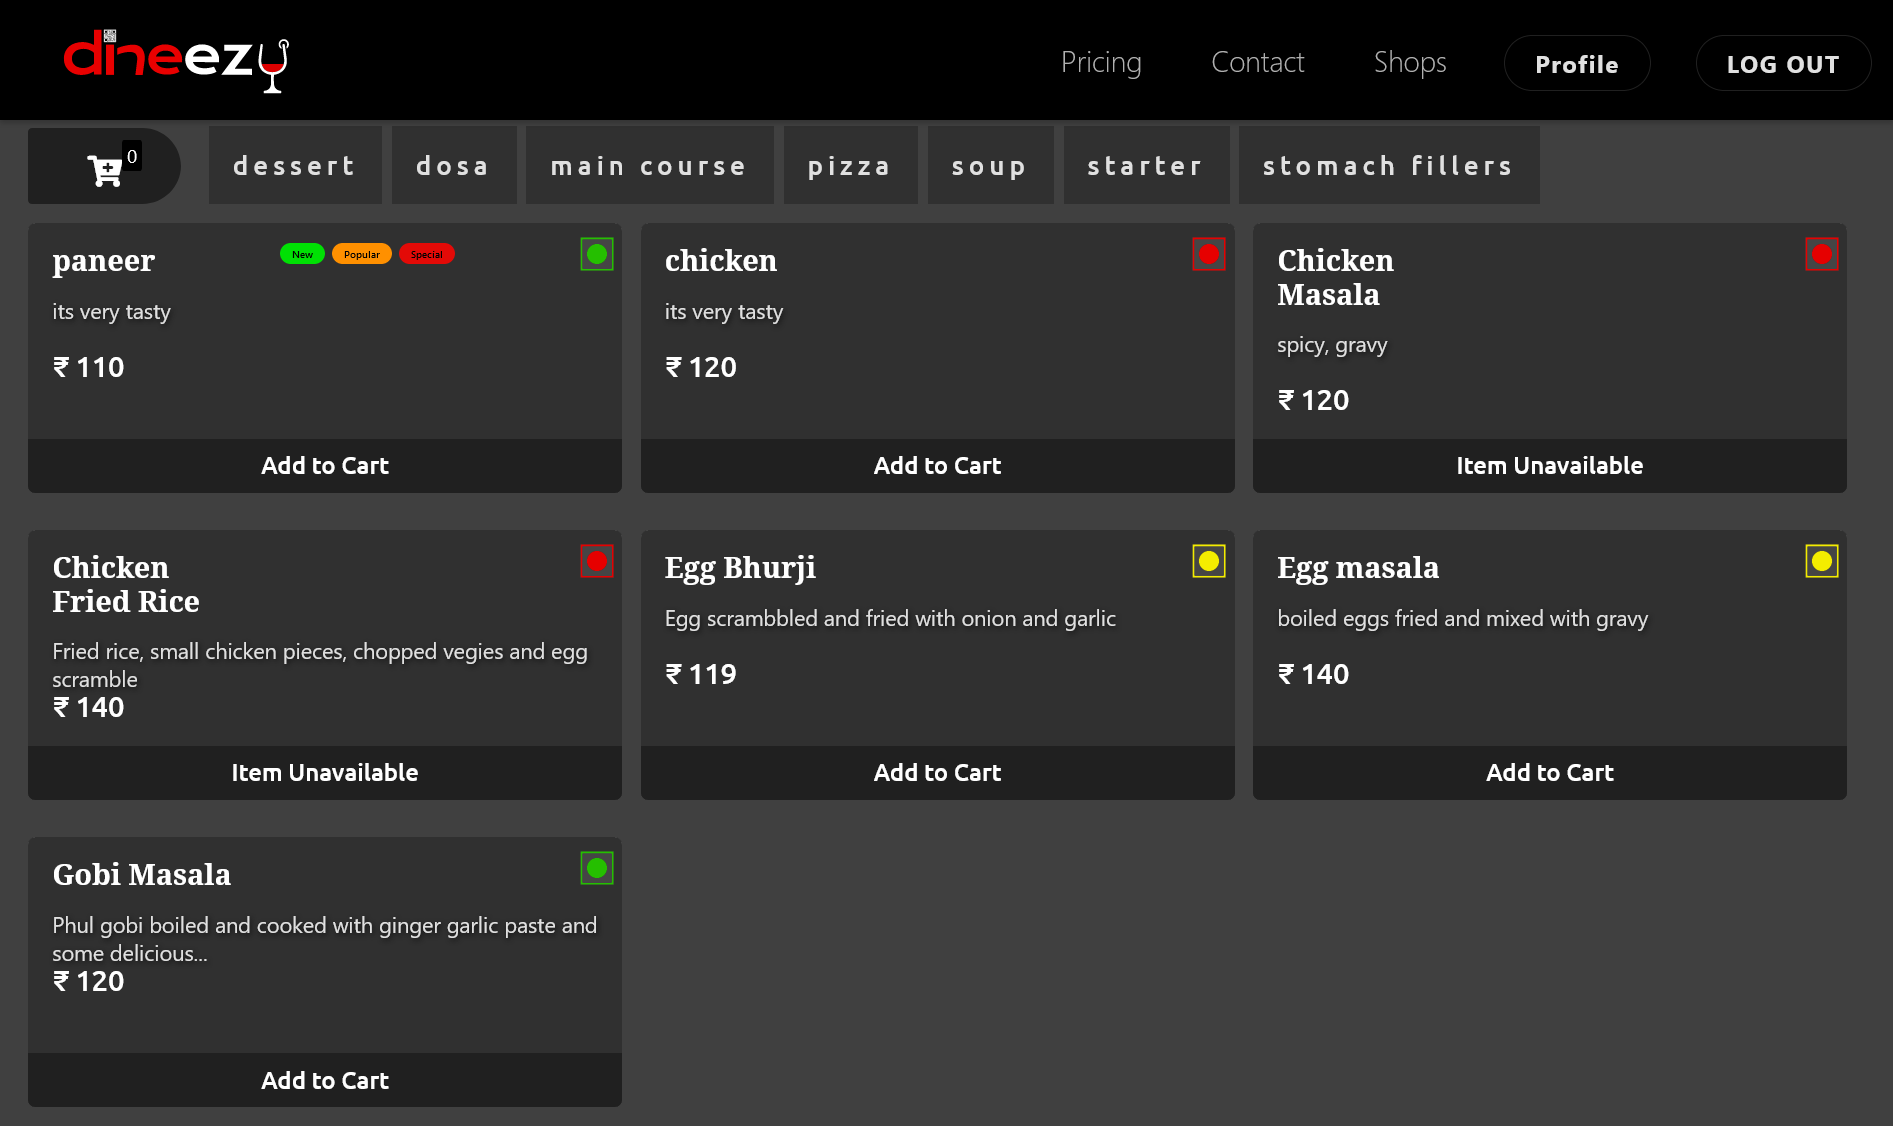 dineezy
Pricing
Contact
Shops
Profile
LOG OUT
0
dessert
dosa
main course
pizza
soup
starter
stomach fillers
paneer
New
Popular
Special
its very tasty
₹ 110
Add to Cart
chicken
its very tasty
₹ 120
Add to Cart
Chicken
Masala
spicy, gravy
₹ 120
Item Unavailable
Chicken
Fried Rice
Fried rice, small chicken pieces, chopped vegies and egg
scramble
₹ 140
Item Unavailable
Egg Bhurji
Egg scrambbled and fried with onion and garlic
₹ 119
Add to Cart
Egg masala
boiled eggs fried and mixed with gravy
₹ 140
Add to Cart
Gobi Masala
Phul gobi boiled and cooked with ginger garlic paste and
some delicious...
₹ 120
Add to Cart